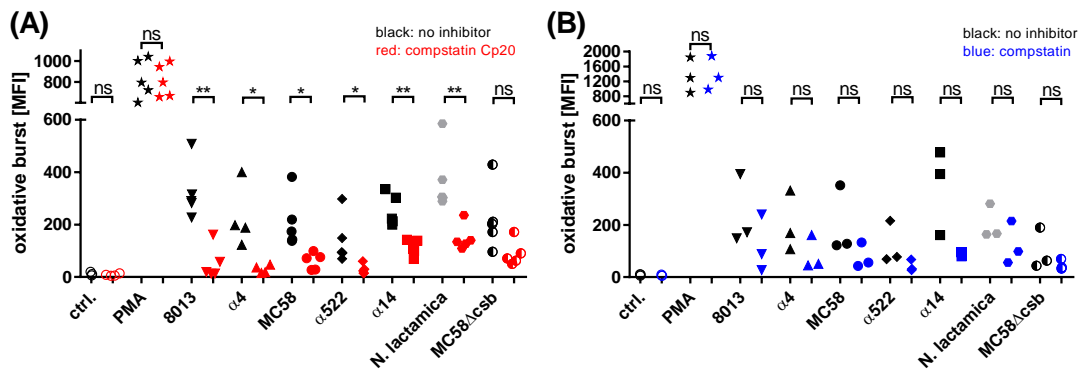 (A)
black: no inhibitor
red: compstatin Cp20
oxidative burst [MFI]
1000
800
600
400
200
0
ns
ns
**
*
*
*
**
**
ns
ctrl.
PMA
8013
α4
MC58
α522
α14
N. lactamica
MC58Δcsb
(B)
black: no inhibitor
blue: compstatin
oxidative burst [MFI]
2000
1600
1200
800
600
400
200
0
ns
ns
ns
ns
ns
ns
ns
ns
ns
ctrl.
PMA
8013
α4
MC58
α522
α14
N. lactamica
MC58Δcsb